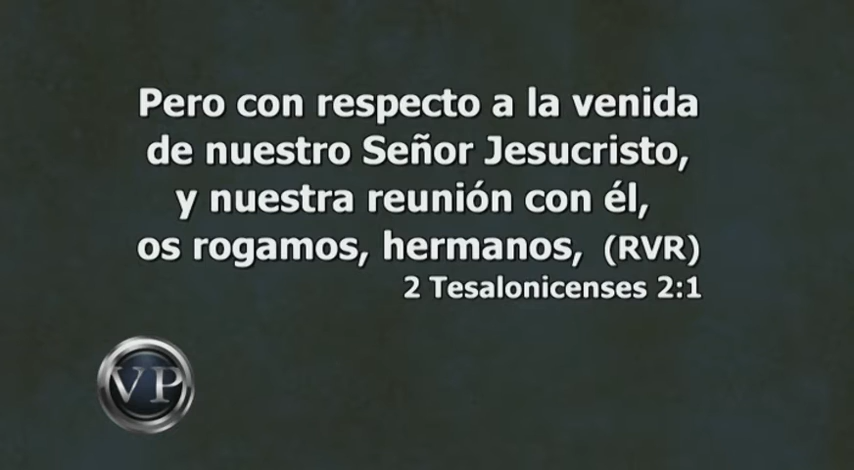 Pero con respecto a la venida
de nuestro Señor Jesucristo,
y nuestra reunión con él,
os rogamos, hermanos, (RVR)
2 Tesalonicenses 2:1
VP